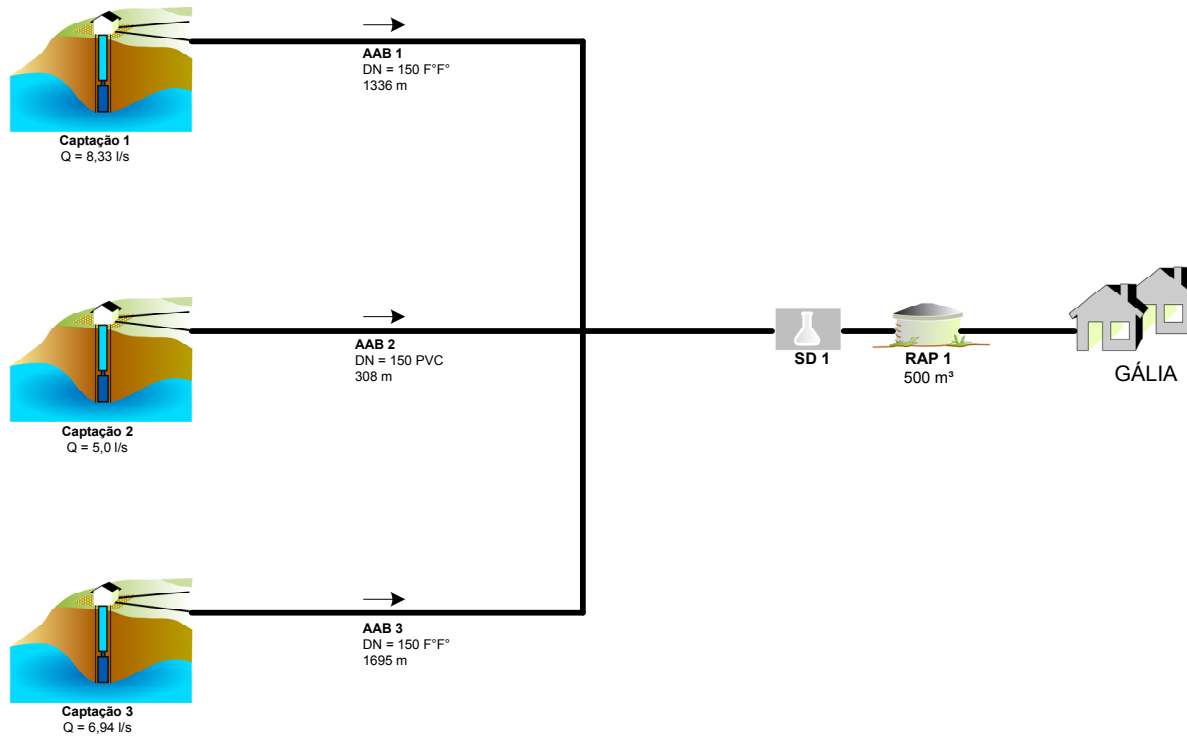 AAB 1
DN = 150 F°F°
1336 m
Captação 1
Q = 8,33 l/s
AAB 2
DN = 150 PVC
308 m
Captação 2
Q = 5,0 l/s
SD 1
RAP 1
500 m³
GÁLIA
AAB 3
DN = 150 F°F°
1695 m
Captação 3
Q = 6,94 l/s